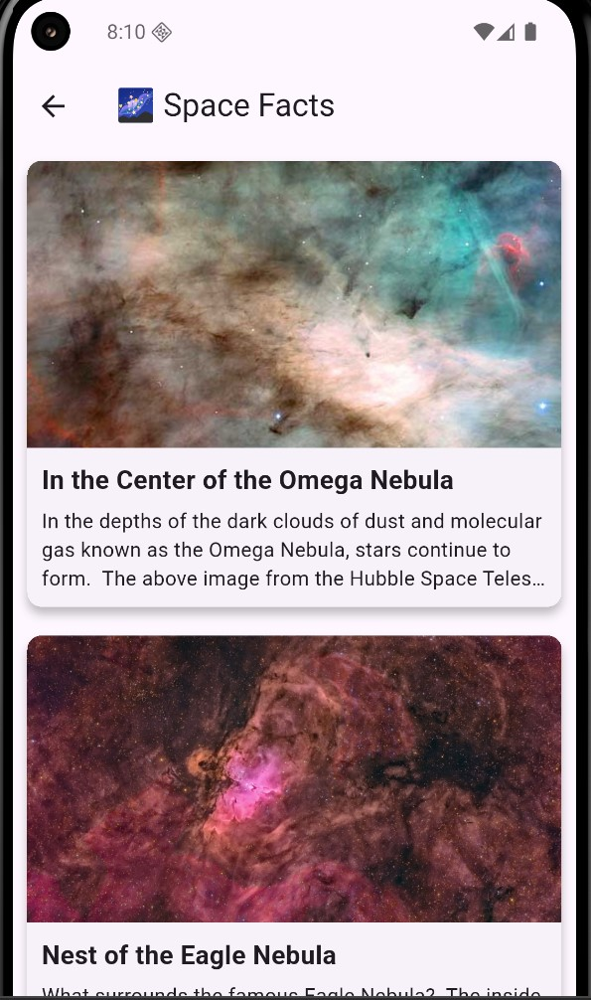 8:10
Space Facts
In the Center of the Omega Nebula
In the depths of the dark clouds of dust and molecular
gas known as the Omega Nebula, stars continue to
form.  The above image from the Hubble Space Teles…
Nest of the Eagle Nebula
What surrounds the famous Eagle Nebula?  The inside